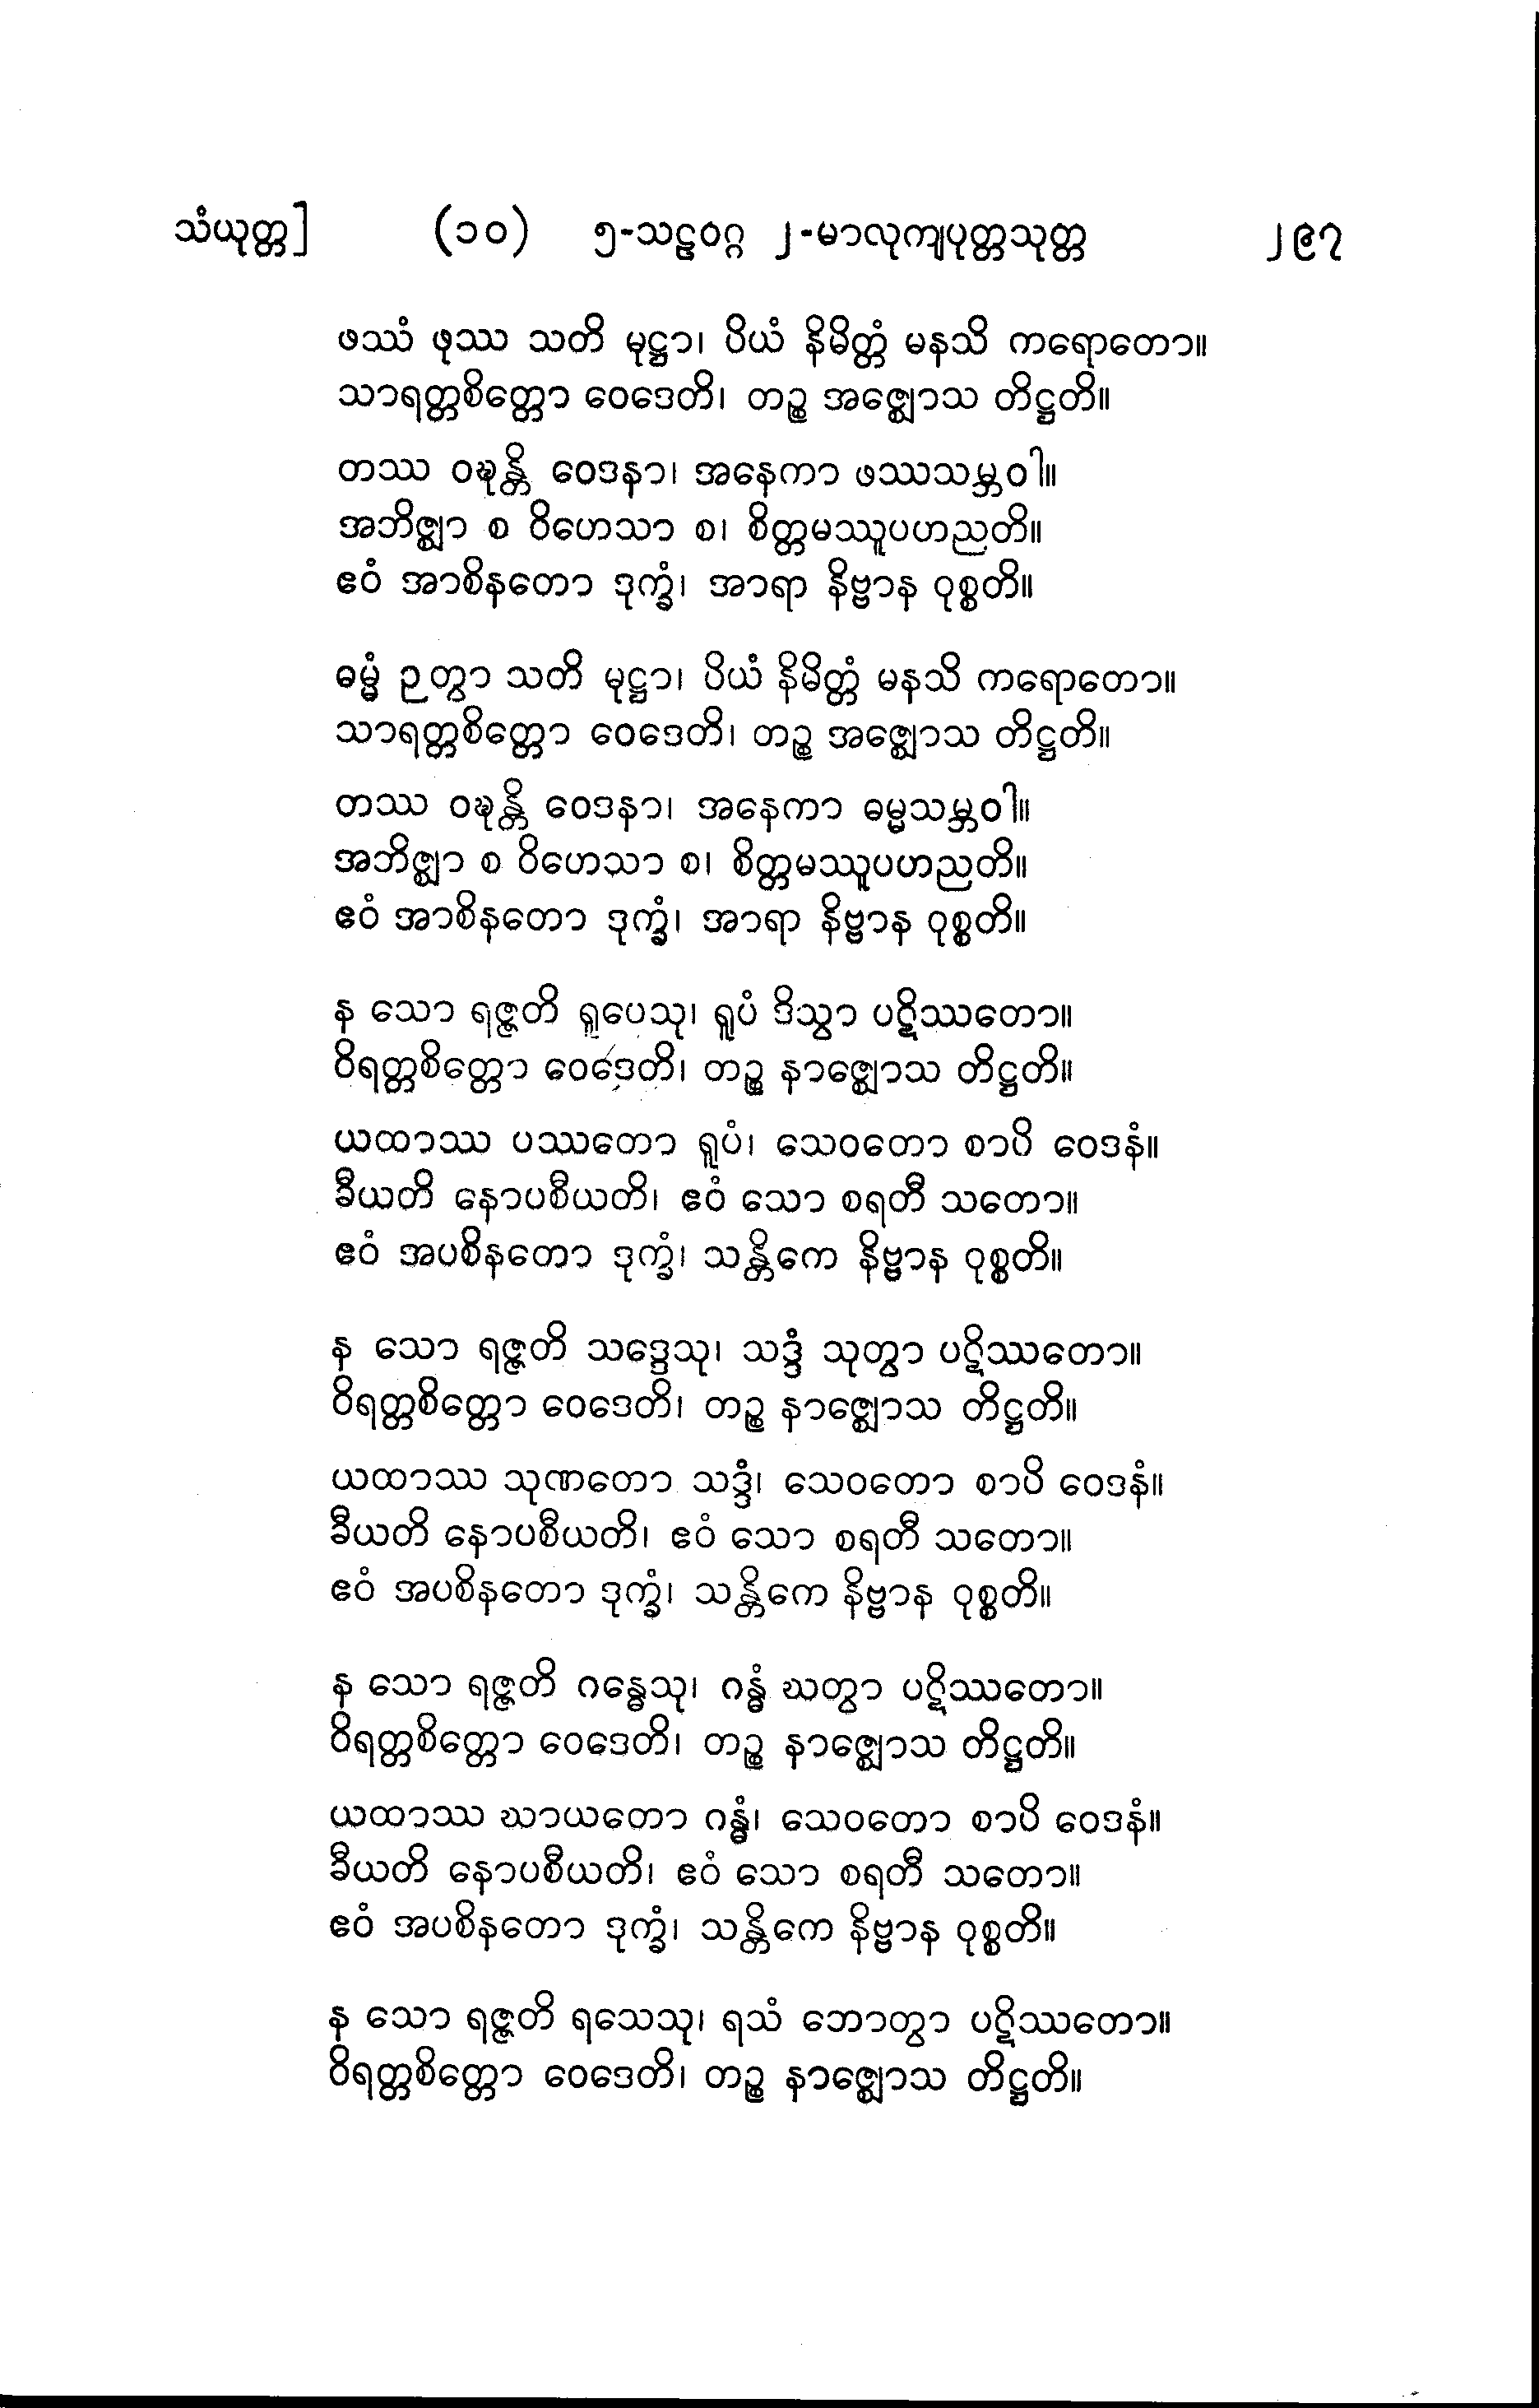 သံယုတ္တ] (၁၀) ၅-သဠဝဂ္ဂ ၂-မာလုကျပုတ္တသုတ္တ ၂၉၇
ဖဿံ ဖုဿ သတိ မုဋ္ဌာ၊ ပိယံ နိမိတ္တံ မနသိ ကရောတော။
သာရတ္တစိတ္တော ဝေဒေတိ၊ တဉ္စ အဇ္ဈောသ တိဋ္ဌတိ။
တဿ ဝဍ္ဎန္တိ ဝေဒနာ၊ အနေကာ ဖဿသမ္ဘဝါ။
အဘိဇ္ဈာ စ ဝိဟေသာ စ၊ စိတ္တမဿူပဟညတိ။
ဧဝံ အာစိနတော ဒုက္ခံ၊ အာရာ နိဗ္ဗာန ဝုစ္စတိ။
ဓမ္မံ ဉတွာ သတိ မုဋ္ဌာ၊ ပိယံ နိမိတ္တံ မနသိ ကရောတော။
သာရတ္တစိတ္တော ဝေဒေတိ၊ တဉ္စ အဇ္ဈောသ တိဋ္ဌတိ။
တဿ ဝဍ္ဎန္တိ ဝေဒနာ၊ အနေကာ ဓမ္မသမ္ဘဝါ။
အဘိဇ္ဈာ စ ဝိဟေသာ စ၊ စိတ္တမဿူပဟညတိ။
ဧဝံ အာစိနတော ဒုက္ခံ၊ အာရာ နိဗ္ဗာန ဝုစ္စတိ။
န သော ရဇ္ဇတိ ရူပေသု၊ ရူပံ ဒိသွာ ပဋိဿတော။
ဝိရတ္တစိတ္တော ဝေဒေတိ၊ တဉ္စ နာဇ္ဈောသ တိဋ္ဌတိ။
ယထာဿ ပဿတော ရူပံ၊ သေဝတော စာပိ ဝေဒနံ။
ခီယတိ နောပစီယတိ၊ ဧဝံ သော စရတီ သတော။
ဧဝံ အပစိနတော ဒုက္ခံ၊ သန္တိကေ နိဗ္ဗာန ဝုစ္စတိ။
န သော ရဇ္ဇတိ သဒ္ဒေသု၊ သဒ္ဒံ သုတွာ ပဋိဿတော။
ဝိရတ္တစိတ္တော ဝေဒေတိ၊ တဉ္စ နာဇ္ဈောသ တိဋ္ဌတိ။
ယထာဿ သုဏတော သဒ္ဒံ၊ သေဝတော စာပိ ဝေဒနံ။
ခီယတိ နောပစီယတိ၊ ဧဝံ သော စရတီ သတော။
ဧဝံ အပစိနတော ဒုက္ခံ၊ သန္တိကေ နိဗ္ဗာန ဝုစ္စတိ။
န သော ရဇ္ဇတိ ဂန္ဓေသု၊ ဂန္ဓံ ဃတွာ ပဋိဿတော။
ဝိရတ္တစိတ္တော ဝေဒေတိ၊ တဉ္စ နာဇ္ဈောသ တိဋ္ဌတိ။
ယထာဿ ဃာယတော ဂန္ဓံ၊ သေဝတော စာပိ ဝေဒနံ။
ခီယတိ နောပစီယတိ၊ ဧဝံ သော စရတီ သတော။
ဧဝံ အပစိနတော ဒုက္ခံ၊ သန္တိကေ နိဗ္ဗာန ဝုစ္စတိ။
န သော ရဇ္ဇတိ ရသေသု၊ ရသံ ဘောတွာ ပဋိဿတော။
ဝိရတ္တစိတ္တော ဝေဒေတိ၊ တဉ္စ နာဇ္ဈောသ တိဋ္ဌတိ။